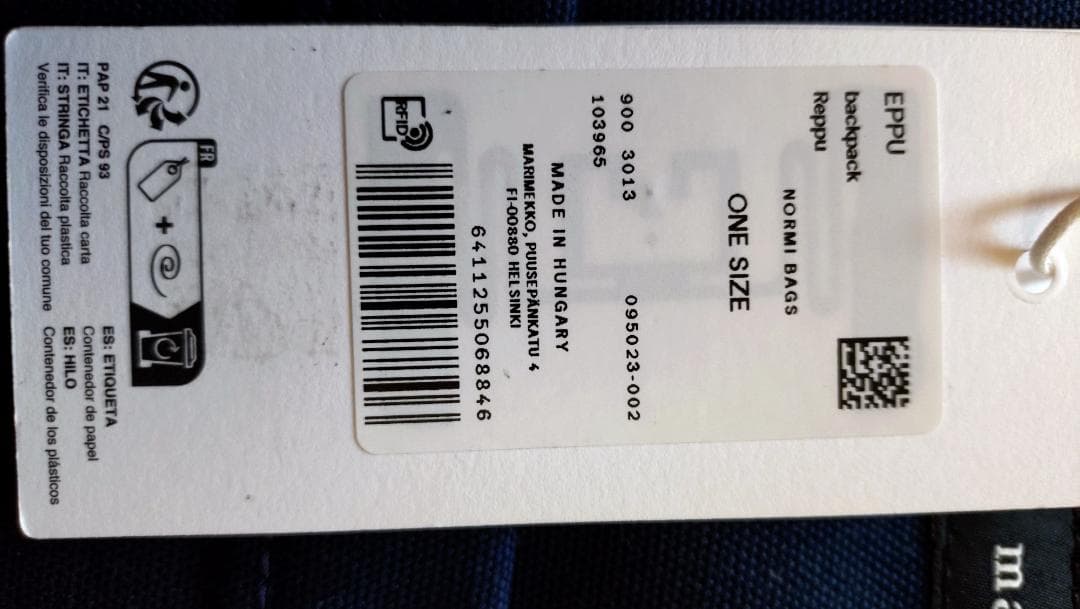 EPPU
backpack
Reppu
NORMI BAGS
ONE SIZE
900 3013 095023-002
103965
MADE IN HUNGARY
MARIMEKKO, PUUSEPÄNKATU 4
FI-00880 HELSINKI
6411255068846
RFID
FR
+
PAP 21 C/PS 93
IT: ETICHETTA Raccolta carta
IT: STRINGA Raccolta plastica
Verifica le disposizioni del tuo comune
ES: ETIQUETA
Contenedor de papel
ES: HILO
Contenedor de los plásticos
ma